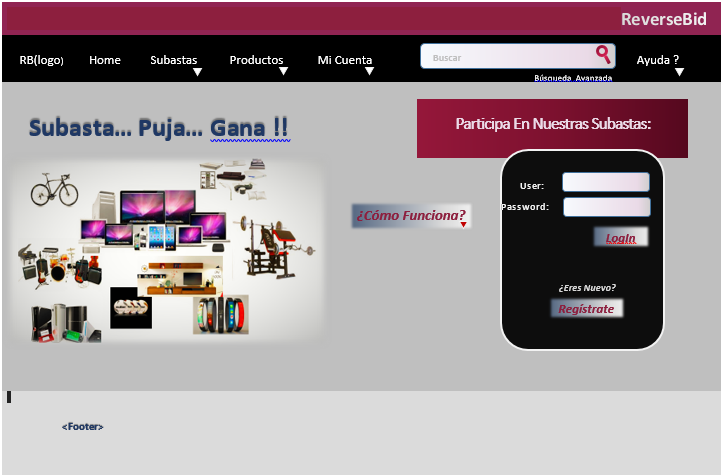 ReverseBid
RB(logo)
Home
Subastas
Productos
Mi Cuenta
Buscar
Búsqueda Avanzada
Ayuda ?
Subasta... Puja... Gana !!
Participa En Nuestras Subastas:
¿Cómo Funciona?
User:
Password:
LogIn
¿Eres Nuevo?
Regístrate
<Footer>